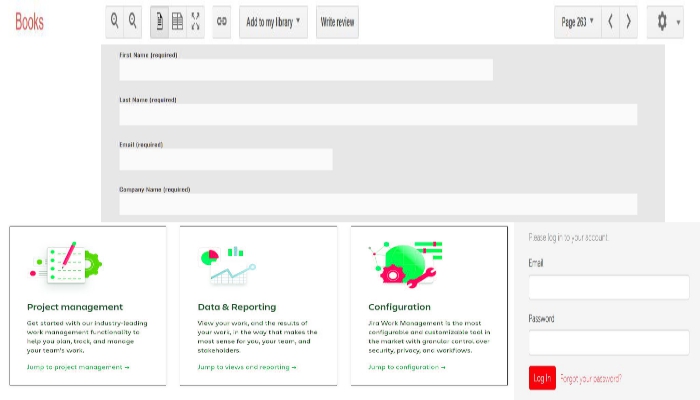 Books
Add to my library
Write review
Page 263
First Name (required)
Last Name (required)
Email (required)
Company Name (required)
Project management
Get started with our industry-leading
work management functionality to
help you plan, track, and manage
your team's work.
Jump to project management →
Data & Reporting
View your work, and the results of
your work, in the way that makes the
most sense for you, your team, and
stakeholders.
Jump to views and reporting →
Configuration
Jira Work Management is the most
configurable and customizable tool in
the market with granular control over
security, privacy, and workflows.
Jump to configuration →
Please log in to your account.
Email
Password
Log In
Forgot your password?